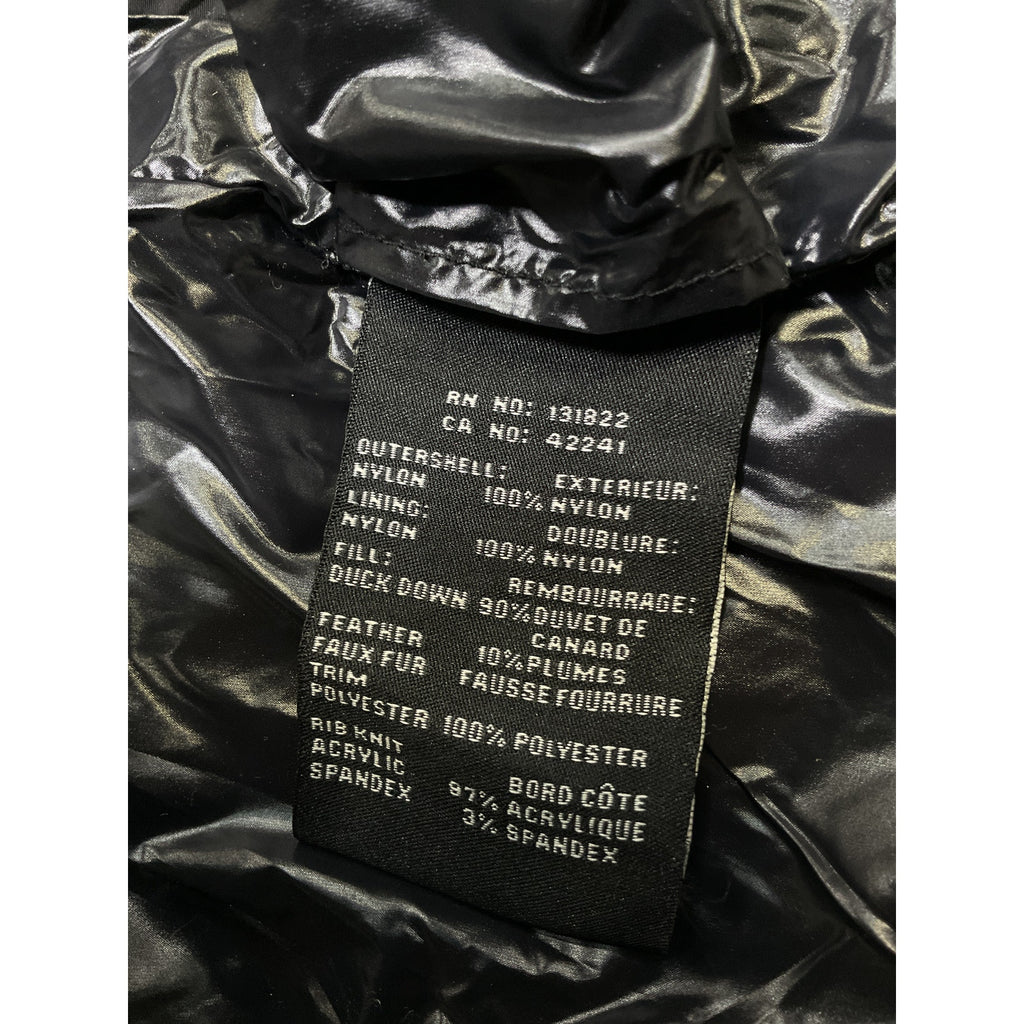 RN NO: 131822
CA NO: 42241
OUTERSHELL: EXTERIEUR:
NYLON 100% NYLON
LINING: DOUBLURE:
NYLON 100% NYLON
FILL: REMBOURRAGE:
DUCK DOWN 90% DUVET DE
CANARD
FEATHER 10% PLUMES
FAUX FUR FAUSSE FOURRURE
TRIM
POLYESTER 100% POLYESTER
RIB KNIT BORD CÔTE
ACRYLIC 97% ACRYLIQUE
SPANDEX 3% SPANDEX